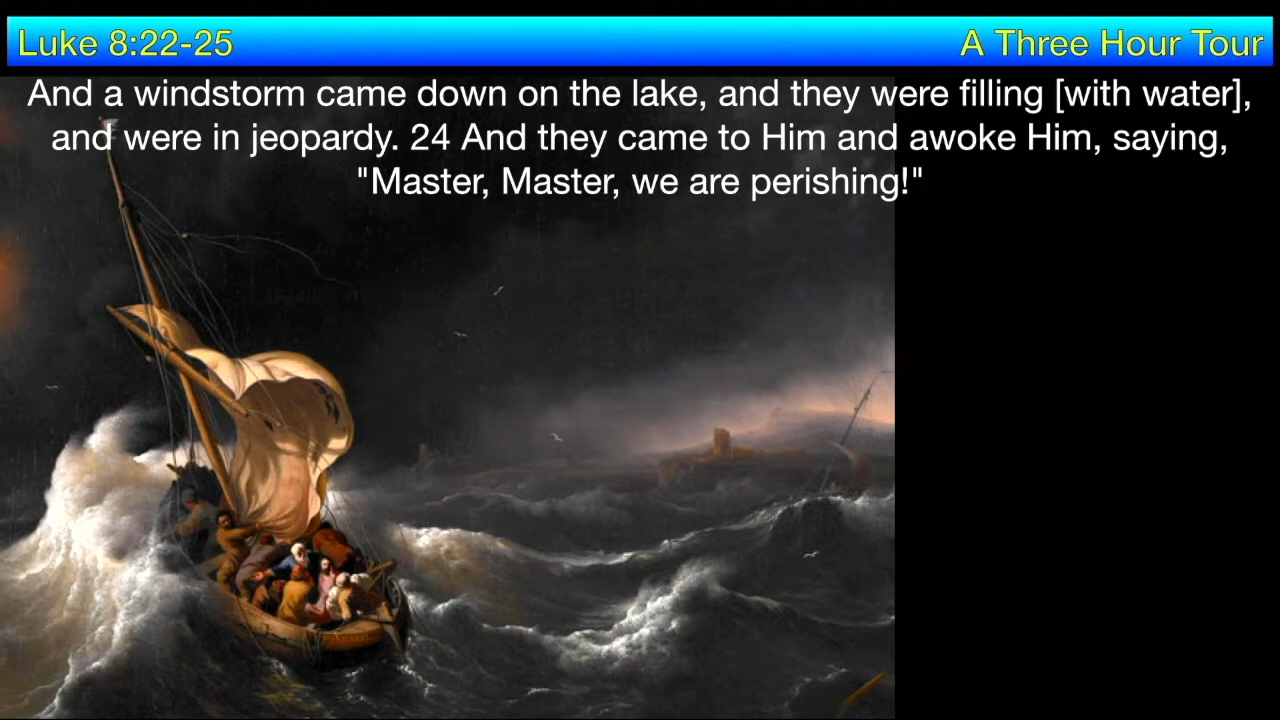 Luke 8:22-25 A Three Hour Tour
And a windstorm came down on the lake, and they were filling [with water],
and were in jeopardy. 24 And they came to Him and awoke Him, saying,
"Master, Master, we are perishing!"